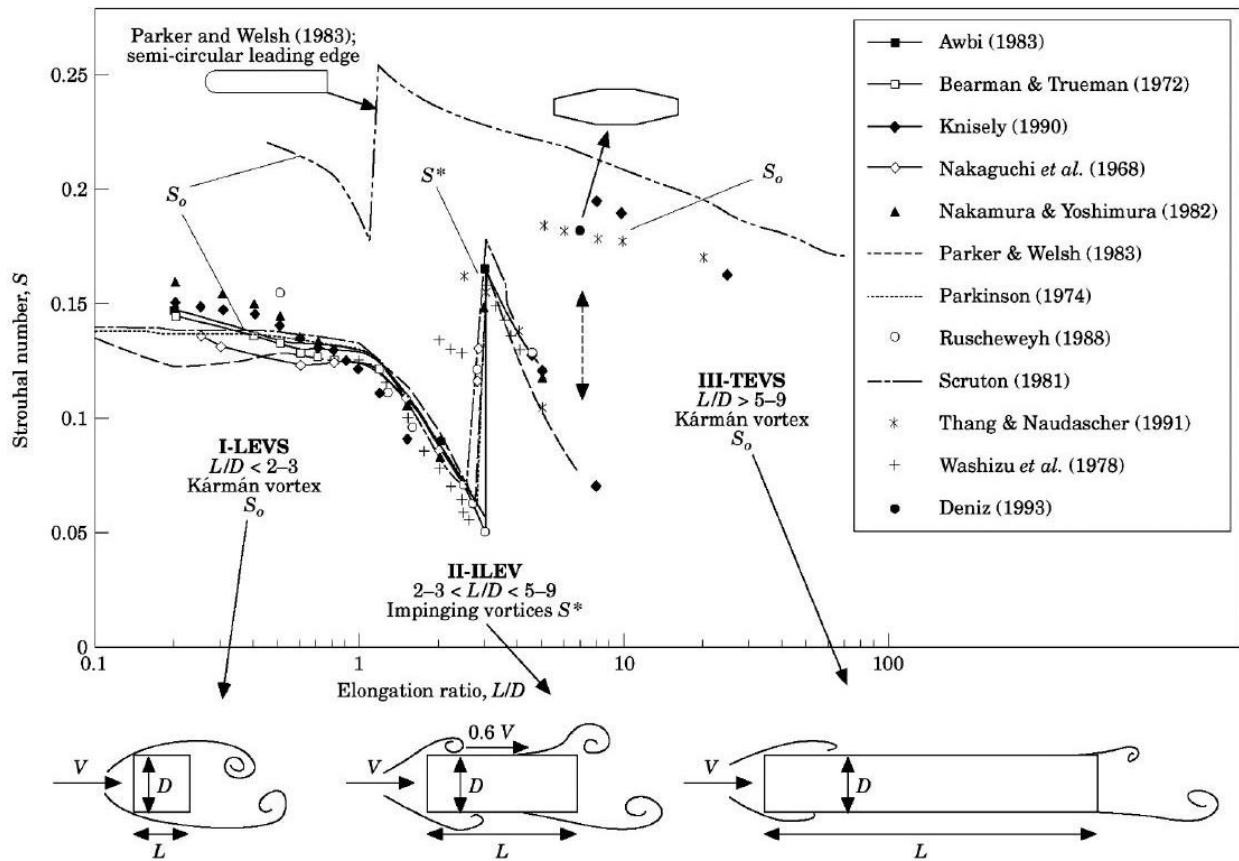 Parker and Welsh (1983);
semi-circular leading edge
0.25
0.2
0.15
0.1
0.05
0
Strouhal number, S
S_o
S*
S_o
I-LEVS
L/D < 2–3
Kármán vortex
S_o
II-ILEV
2–3 < L/D < 5–9
Impinging vortices S*
III-TEVS
L/D > 5–9
Kármán vortex
S_o
Awbi (1983)
Bearman & Trueman (1972)
Knisely (1990)
Nakaguchi et al. (1968)
Nakamura & Yoshimura (1982)
Parker & Welsh (1983)
Parkinson (1974)
Ruscheweyh (1988)
Scruton (1981)
Thang & Naudascher (1991)
Washizu et al. (1978)
Deniz (1993)
0.1
1
10
100
Elongation ratio, L/D
V
D
L
V
0.6 V
D
L
V
D
L